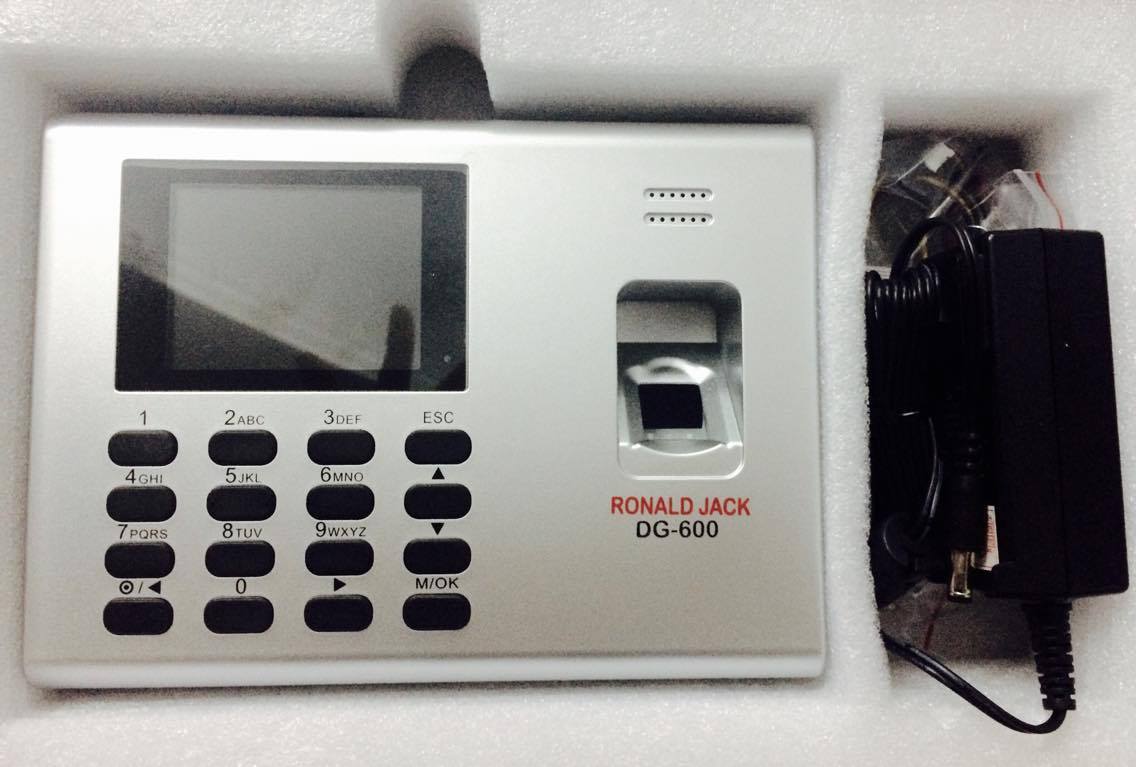 1 2ABC 3DEF ESC
4GHI 5JKL 6MNO ▲
7PQRS 8TUV 9WXYZ ▼
⊙/◀ 0 ▶ M/OK
RONALD JACK
DG-600